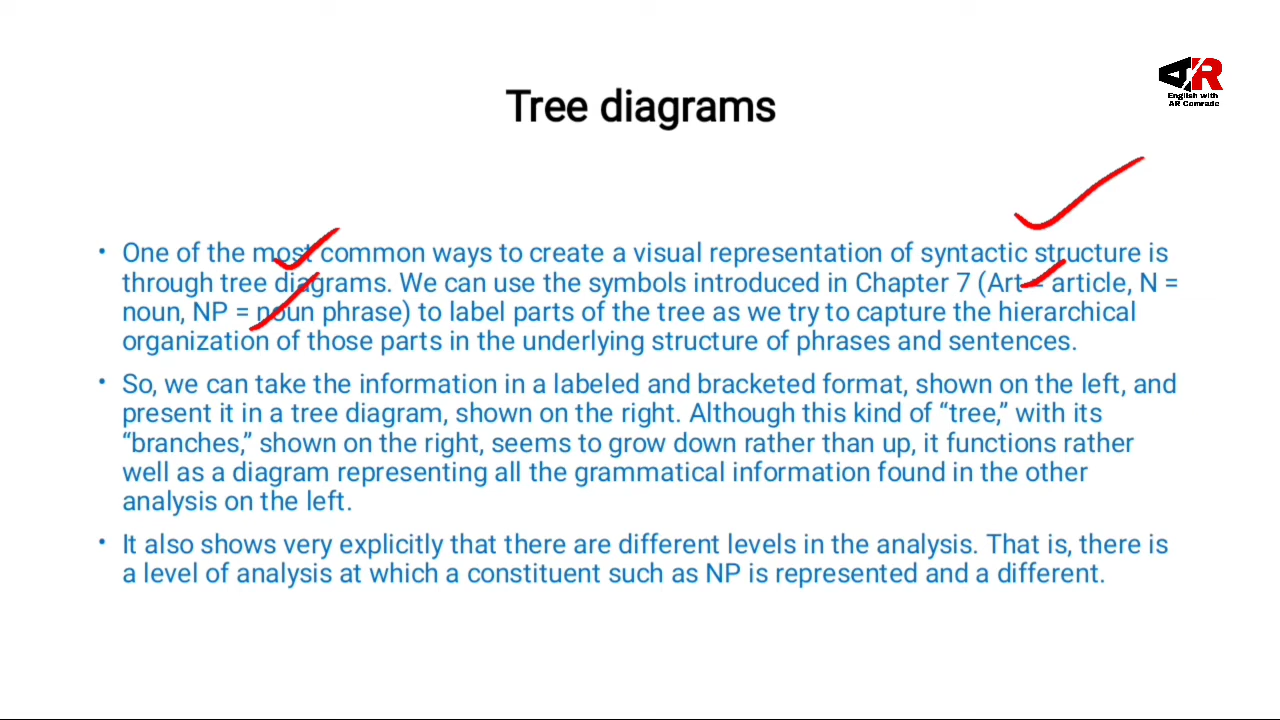 AR
English with
AR Comrade
Tree diagrams
• One of the most common ways to create a visual representation of syntactic structure is
through tree diagrams. We can use the symbols introduced in Chapter 7 (Art = article, N =
noun, NP = noun phrase) to label parts of the tree as we try to capture the hierarchical
organization of those parts in the underlying structure of phrases and sentences.
• So, we can take the information in a labeled and bracketed format, shown on the left, and
present it in a tree diagram, shown on the right. Although this kind of “tree,” with its
“branches,” shown on the right, seems to grow down rather than up, it functions rather
well as a diagram representing all the grammatical information found in the other
analysis on the left.
• It also shows very explicitly that there are different levels in the analysis. That is, there is
a level of analysis at which a constituent such as NP is represented and a different.